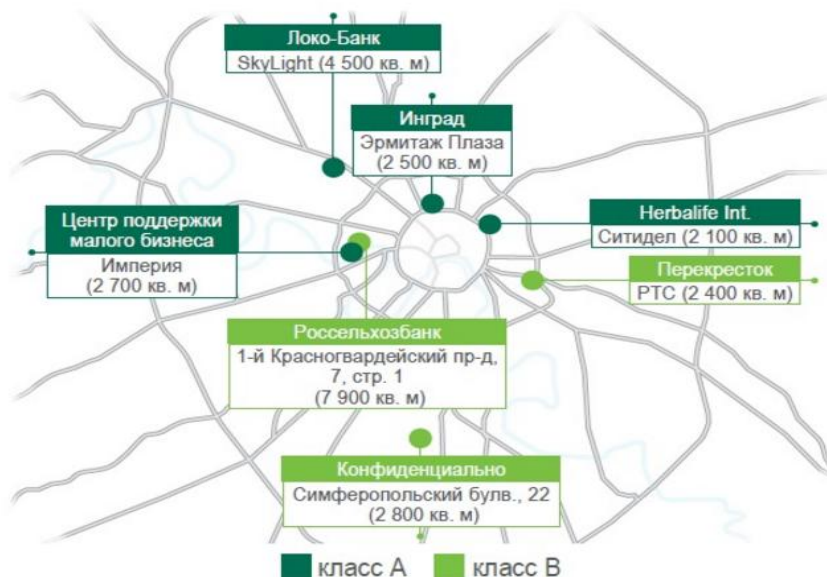 Локо-Банк
SkyLight (4 500 кв. м)
Инград
Эрмитаж Плаза
(2 500 кв. м)
Центр поддержки
малого бизнеса
Империя
(2 700 кв. м)
Herbalife Int.
Ситидел (2 100 кв. м)
Перекресток
РТС (2 400 кв. м)
Россельхозбанк
1-й Красногвардейский пр-д,
7, стр. 1
(7 900 кв. м)
Конфиденциально
Симферопольский булв., 22
(2 800 кв. м)
класс А
класс В